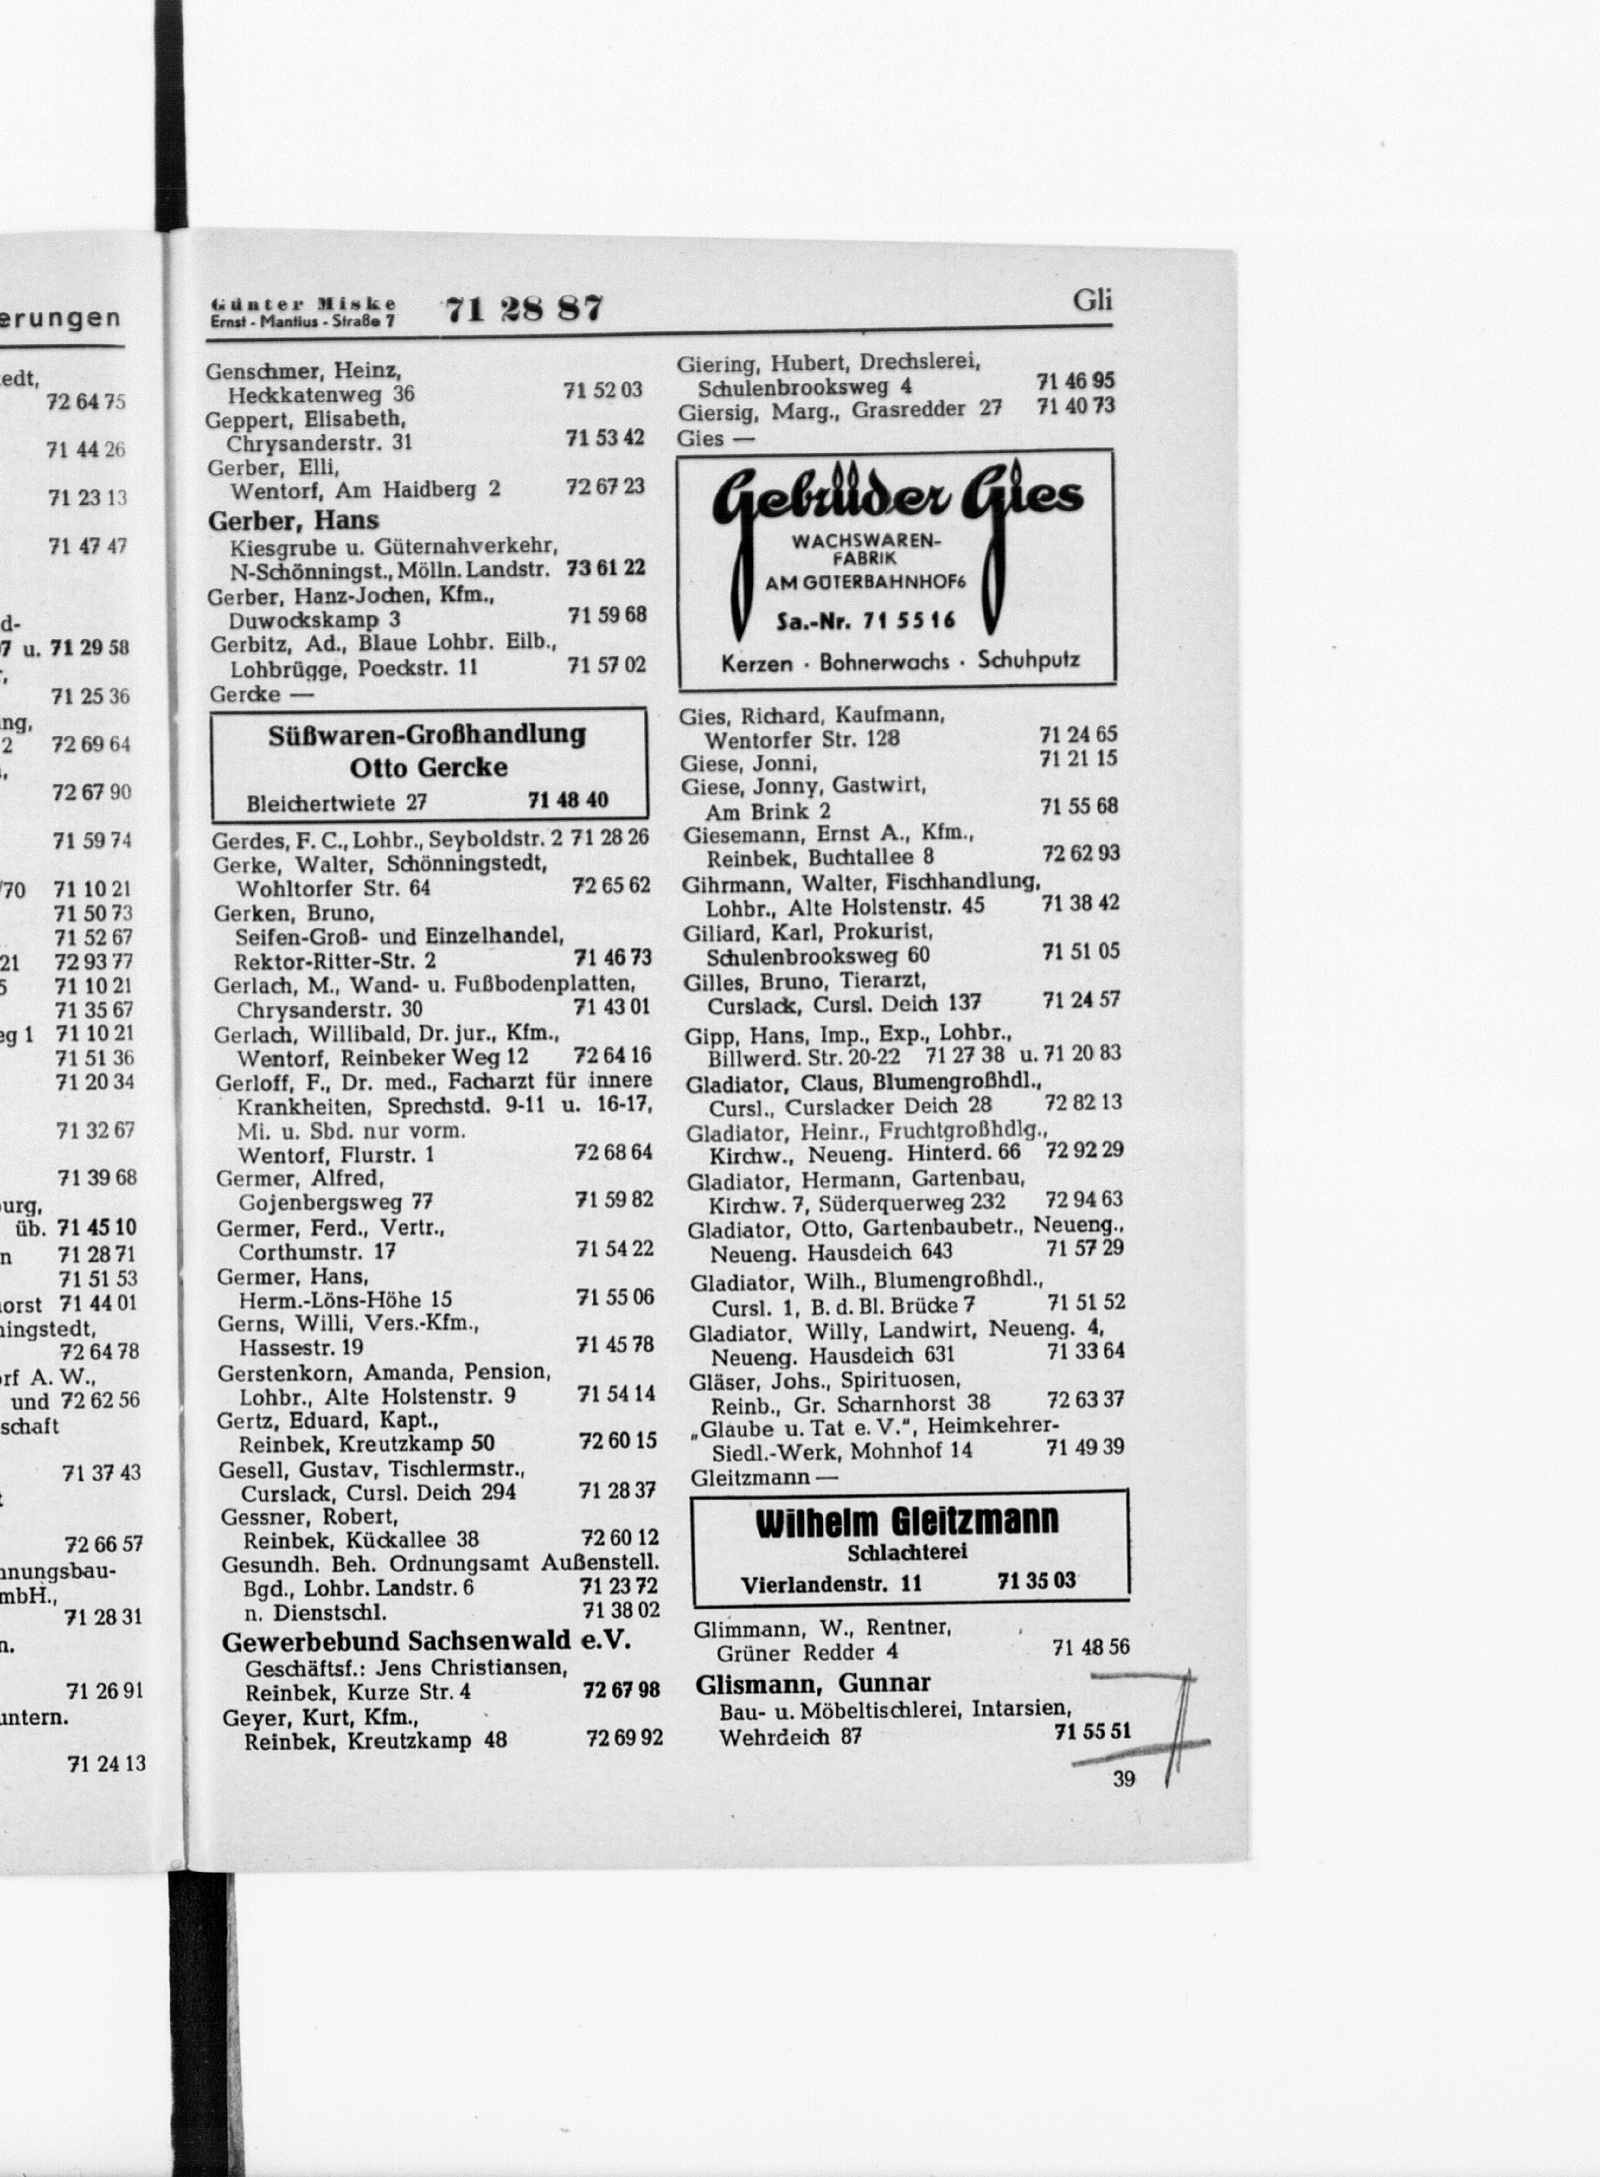 erungen
edt,
72 64 75
71 44 26
71 23 13
71 47 47
d-
7 u. 71 29 58
71 25 36
ng,
2 72 69 64
72 67 90
71 59 74
/70 71 10 21
71 50 73
71 52 67
21 72 93 77
5 71 10 21
71 35 67
eg 1 71 10 21
71 51 36
71 20 34
71 32 67
71 39 68
ourg,
üb. 71 45 10
n 71 28 71
71 51 53
horst 71 44 01
ningstedt,
72 64 78
orf A. W.,
und 72 62 56
schaft
71 37 43
t
72 66 57
hnungsbau-
mbH.,
71 28 31
n.
71 26 91
untern.
71 24 13
Günter Miske 71 28 87
Ernst - Mantius - Straße 7
Gli
Genschmer, Heinz,
Heckkatenweg 36 71 52 03
Geppert, Elisabeth,
Chrysanderstr. 31 71 53 42
Gerber, Elli,
Wentorf, Am Haidberg 2 72 67 23
Gerber, Hans
Kiesgrube u. Güternahverkehr,
N-Schönningst., Mölln. Landstr. 73 61 22
Gerber, Hanz-Jochen, Kfm.,
Duwockskamp 3 71 59 68
Gerbitz, Ad., Blaue Lohbr. Eilb.,
Lohbrügge, Poeckstr. 11 71 57 02
Gercke —
Süßwaren-Großhandlung
Otto Gercke
Bleichertwiete 27 71 48 40
Gerdes, F. C., Lohbr., Seyboldstr. 2 71 28 26
Gerke, Walter, Schönningstedt,
Wohltorfer Str. 64 72 65 62
Gerken, Bruno,
Seifen-Groß- und Einzelhandel,
Rektor-Ritter-Str. 2 71 46 73
Gerlach, M., Wand- u. Fußbodenplatten,
Chrysanderstr. 30 71 43 01
Gerlach, Willibald, Dr. jur., Kfm.,
Wentorf, Reinbeker Weg 12 72 64 16
Gerloff, F., Dr. med., Facharzt für innere
Krankheiten, Sprechstd. 9-11 u. 16-17,
Mi. u. Sbd. nur vorm.
Wentorf, Flurstr. 1 72 68 64
Germer, Alfred,
Gojenbergsweg 77 71 59 82
Germer, Ferd., Vertr.,
Corthumstr. 17 71 54 22
Germer, Hans,
Herm.-Löns-Höhe 15 71 55 06
Gerns, Willi, Vers.-Kfm.,
Hassestr. 19 71 45 78
Gerstenkorn, Amanda, Pension,
Lohbr., Alte Holstenstr. 9 71 54 14
Gertz, Eduard, Kapt.,
Reinbek, Kreutzkamp 50 72 60 15
Gesell, Gustav, Tischlermstr.,
Curslack, Cursl. Deich 294 71 28 37
Gessner, Robert,
Reinbek, Kückallee 38 72 60 12
Gesundh. Beh. Ordnungsamt Außenstell.
Bgd., Lohbr. Landstr. 6 71 23 72
n. Dienstschl. 71 38 02
Gewerbebund Sachsenwald e.V.
Geschäftsf.: Jens Christiansen,
Reinbek, Kurze Str. 4 72 67 98
Geyer, Kurt, Kfm.,
Reinbek, Kreutzkamp 48 72 69 92
Giering, Hubert, Drechslerei,
Schulenbrooksweg 4 71 46 95
Giersig, Marg., Grasredder 27 71 40 73
Gies —
Gebrüder Gies
WACHSWAREN-
FABRIK
AM GÜTERBAHNHOF 6
Sa.-Nr. 71 55 16
Kerzen · Bohnerwachs · Schuhputz
Gies, Richard, Kaufmann,
Wentorfer Str. 128 71 24 65
Giese, Jonni, 71 21 15
Giese, Jonny, Gastwirt,
Am Brink 2 71 55 68
Giesemann, Ernst A., Kfm.,
Reinbek, Buchtallee 8 72 62 93
Gihrmann, Walter, Fischhandlung,
Lohbr., Alte Holstenstr. 45 71 38 42
Giliard, Karl, Prokurist,
Schulenbrooksweg 60 71 51 05
Gilles, Bruno, Tierarzt,
Curslack, Cursl. Deich 137 71 24 57
Gipp, Hans, Imp., Exp., Lohbr.,
Billwerd. Str. 20-22 71 27 38 u. 71 20 83
Gladiator, Claus, Blumengroßhdl.,
Cursl., Curslacker Deich 28 72 82 13
Gladiator, Heinr., Fruchtgroßhdlg.,
Kirchw., Neueng. Hinterd. 66 72 92 29
Gladiator, Hermann, Gartenbau,
Kirchw. 7, Süderquerweg 232 72 94 63
Gladiator, Otto, Gartenbaubetr., Neueng.,
Neueng. Hausdeich 643 71 57 29
Gladiator, Wilh., Blumengroßhdl.,
Cursl. 1, B. d. Bl. Brücke 7 71 51 52
Gladiator, Willy, Landwirt, Neueng. 4,
Neueng. Hausdeich 631 71 33 64
Gläser, Johs., Spirituosen,
Reinb., Gr. Scharnhorst 38 72 63 37
„Glaube u. Tat e. V.", Heimkehrer-
Siedl.-Werk, Mohnhof 14 71 49 39
Gleitzmann —
Wilhelm Gleitzmann
Schlachterei
Vierlandenstr. 11 71 35 03
Glimmann, W., Rentner,
Grüner Redder 4 71 48 56
Glismann, Gunnar
Bau- u. Möbeltischlerei, Intarsien,
Wehrdeich 87 71 55 51
39